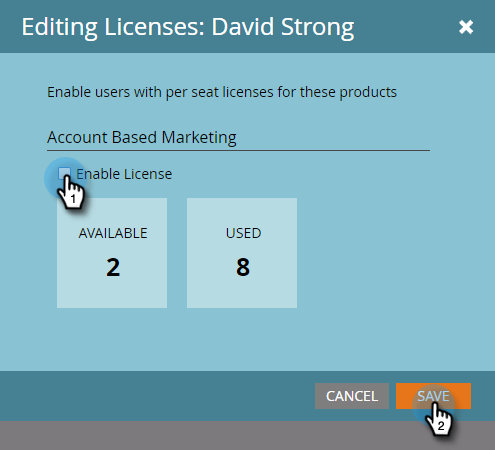 Editing Licenses: David Strong
Enable users with per seat licenses for these products
Account Based Marketing
Enable License
1
AVAILABLE
USED
2
8
CANCEL
SAVE
2